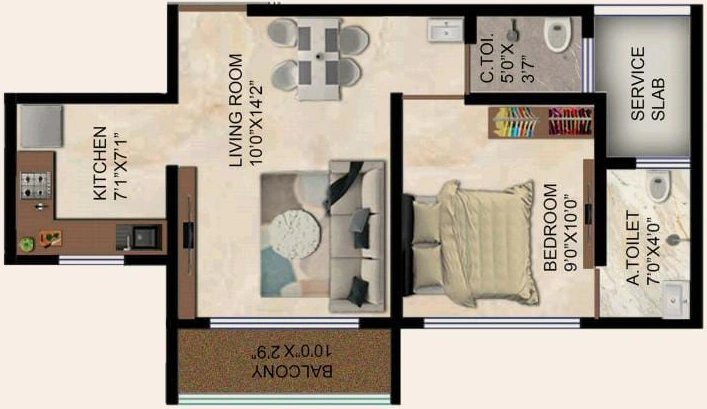 KITCHEN
7'1"X7'1"
LIVING ROOM
10'0"X14'2"
C.TOI.
5'0"X
3'7"
SERVICE
SLAB
BEDROOM
9'0"X10'0"
A.TOILET
7'0"X4'0"
BALCONY
10'0"X2'9"